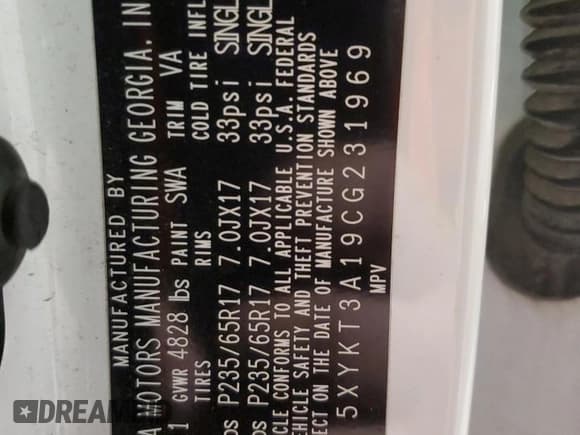 MANUFACTURED BY
A MOTORS MANUFACTURING GEORGIA, IN
1 GVWR 4828 lbs PAINT SWA TRIM VA
TIRES RIMS COLD TIRE INFL
P235/65R17 7.0JX17 33psi SINGL
P235/65R17 7.0JX17 33psi SINGL
CLE CONFORMS TO ALL APPLICABLE U.S.A. FEDERAL
VEHICLE SAFETY AND THEFT PREVENTION STANDARDS
ECT ON THE DATE OF MANUFACTURE SHOWN ABOVE
5XYKT3A19CG231969
MPV
DREAM